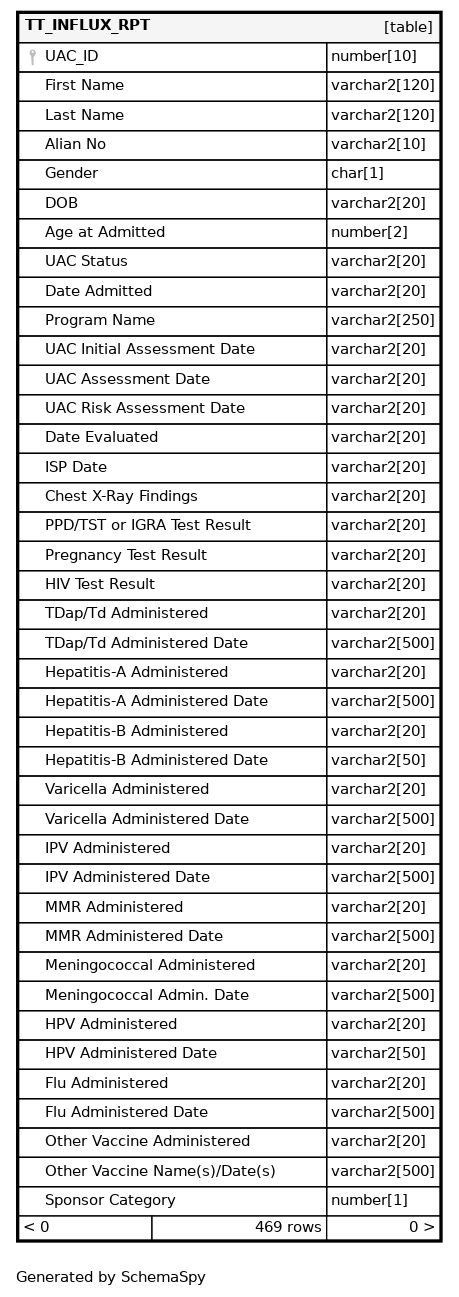 TT_INFLUX_RPT [table]
UAC_ID number[10]
First Name varchar2[120]
Last Name varchar2[120]
Alian No varchar2[10]
Gender char[1]
DOB varchar2[20]
Age at Admitted number[2]
UAC Status varchar2[20]
Date Admitted varchar2[20]
Program Name varchar2[250]
UAC Initial Assessment Date varchar2[20]
UAC Assessment Date varchar2[20]
UAC Risk Assessment Date varchar2[20]
Date Evaluated varchar2[20]
ISP Date varchar2[20]
Chest X-Ray Findings varchar2[20]
PPD/TST or IGRA Test Result varchar2[20]
Pregnancy Test Result varchar2[20]
HIV Test Result varchar2[20]
TDap/Td Administered varchar2[20]
TDap/Td Administered Date varchar2[500]
Hepatitis-A Administered varchar2[20]
Hepatitis-A Administered Date varchar2[500]
Hepatitis-B Administered varchar2[20]
Hepatitis-B Administered Date varchar2[50]
Varicella Administered varchar2[20]
Varicella Administered Date varchar2[500]
IPV Administered varchar2[20]
IPV Administered Date varchar2[500]
MMR Administered varchar2[20]
MMR Administered Date varchar2[500]
Meningococcal Administered varchar2[20]
Meningococcal Admin. Date varchar2[500]
HPV Administered varchar2[20]
HPV Administered Date varchar2[50]
Flu Administered varchar2[20]
Flu Administered Date varchar2[500]
Other Vaccine Administered varchar2[20]
Other Vaccine Name(s)/Date(s) varchar2[500]
Sponsor Category number[1]
< 0 469 rows 0 >
Generated by SchemaSpy